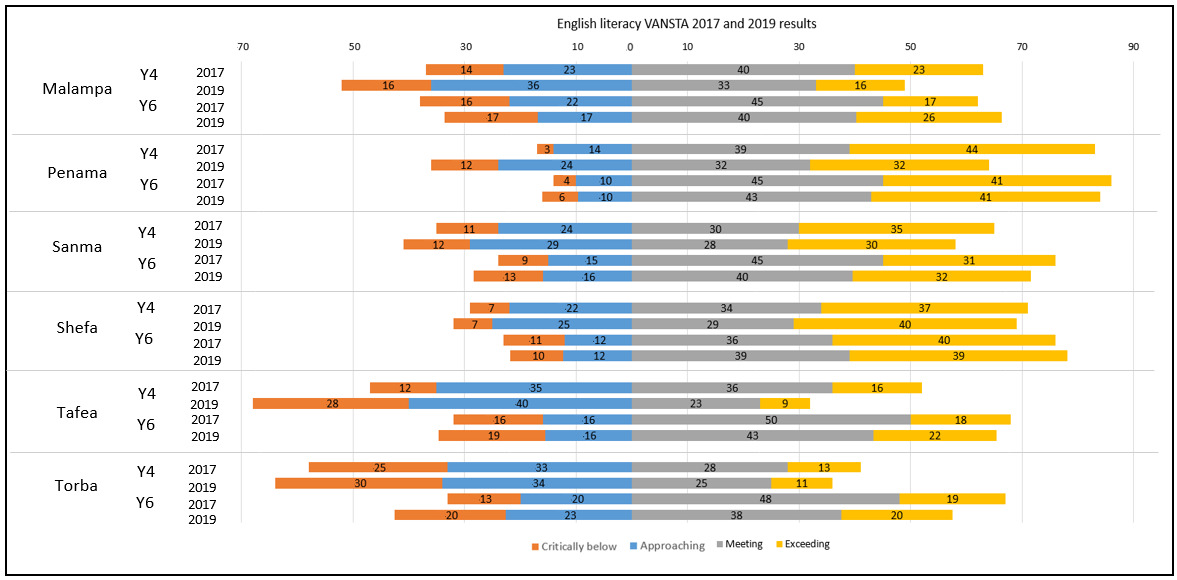 English literacy VANSTA 2017 and 2019 results
70 50 30 10 0 10 30 50 70 90
Malampa
Y4 2017 14 23 40 23
2019 16 36 33 16
Y6 2017 16 22 45 17
2019 17 17 40 26
Penama
Y4 2017 3 14 39 44
2019 12 24 32 32
Y6 2017 4 10 45 41
2019 6 -10 43 41
Sanma
Y4 2017 11 24 30 35
2019 12 29 28 30
Y6 2017 9 15 45 31
2019 13 -16 40 32
Shefa
Y4 2017 7 -22 34 37
2019 7 25 29 40
Y6 2017 -11 -12 36 40
2019 10 12 39 39
Tafea
Y4 2017 12 -35 36 16
2019 28 -40 23 9
Y6 2017 16 16 50 18
2019 19 -16 43 22
Torba
Y4 2017 25 33 28 13
2019 30 -34 25 11
Y6 2017 13 20 48 19
2019 -20 23 38 20
Critically below Approaching Meeting Exceeding